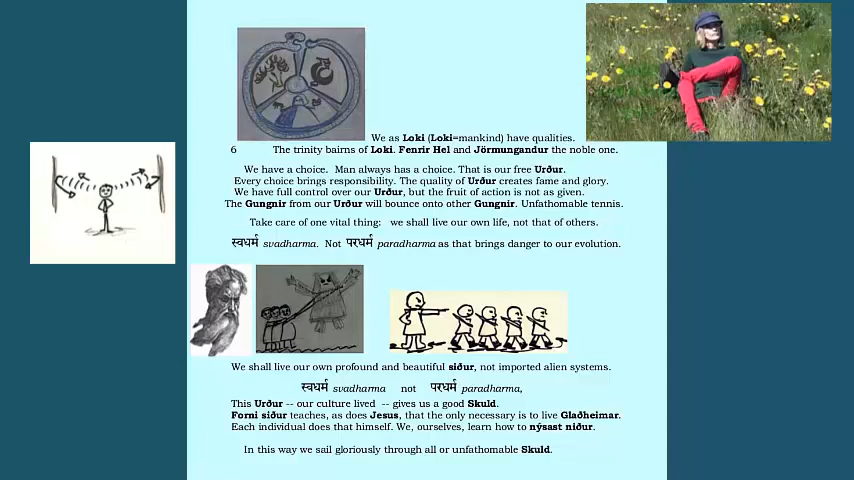 We as Loki (Loki=mankind) have qualities.
6 The trinity bairns of Loki. Fenrir Hel and Jörmungandur the noble one.
We have a choice. Man always has a choice. That is our free Urður.
Every choice brings responsibility. The quality of Urður creates fame and glory.
We have full control over our Urður, but the fruit of action is not as given.
The Gungnir from our Urður will bounce onto other Gungnir. Unfathomable tennis.
Take care of one vital thing: we shall live our own life, not that of others.
स्वधर्म svadharma. Not परधर्म paradharma as that brings danger to our evolution.
We shall live our own profound and beautiful siður, not imported alien systems.
स्वधर्म svadharma not परधर्म paradharma,
This Urður -- our culture lived -- gives us a good Skuld.
Forni siður teaches, as does Jesus, that the only necessary is to live Glaðheimar.
Each individual does that himself. We, ourselves, learn how to nýsast niður.
In this way we sail gloriously through all or unfathomable Skuld.